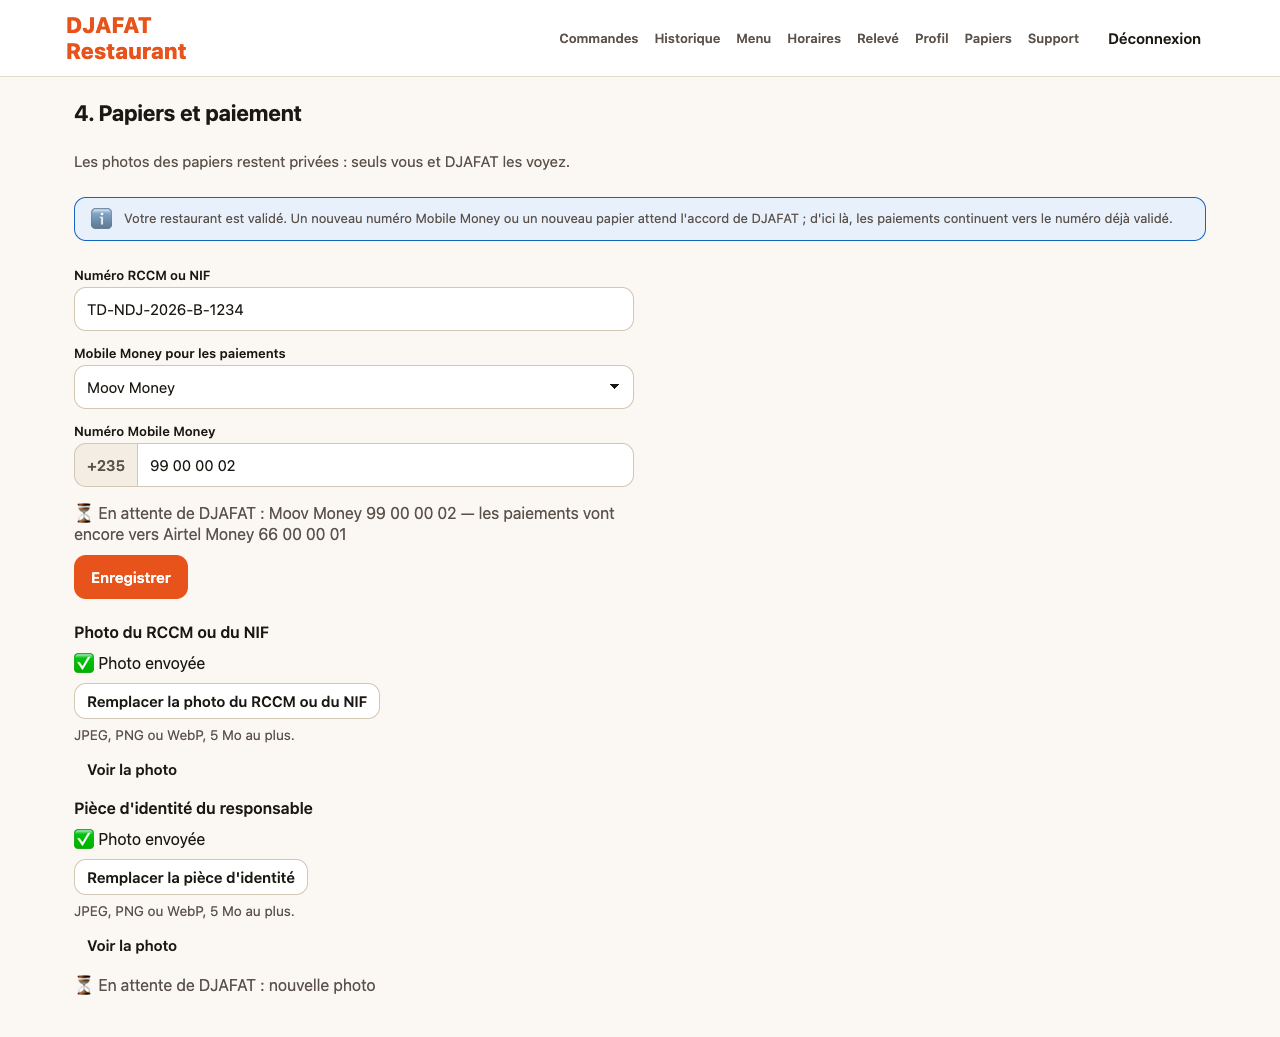 DJAFAT
Restaurant
Commandes Historique Menu Horaires Relevé Profil Papiers Support Déconnexion
4. Papiers et paiement
Les photos des papiers restent privées : seuls vous et DJAFAT les voyez.
Votre restaurant est validé. Un nouveau numéro Mobile Money ou un nouveau papier attend l'accord de DJAFAT ; d'ici là, les paiements continuent vers le numéro déjà validé.
Numéro RCCM ou NIF
TD-NDJ-2026-B-1234
Mobile Money pour les paiements
Moov Money
Numéro Mobile Money
+235 99 00 00 02
⏳ En attente de DJAFAT : Moov Money 99 00 00 02 — les paiements vont
encore vers Airtel Money 66 00 00 01
Enregistrer
Photo du RCCM ou du NIF
✅ Photo envoyée
Remplacer la photo du RCCM ou du NIF
JPEG, PNG ou WebP, 5 Mo au plus.
Voir la photo
Pièce d'identité du responsable
✅ Photo envoyée
Remplacer la pièce d'identité
JPEG, PNG ou WebP, 5 Mo au plus.
Voir la photo
⏳ En attente de DJAFAT : nouvelle photo